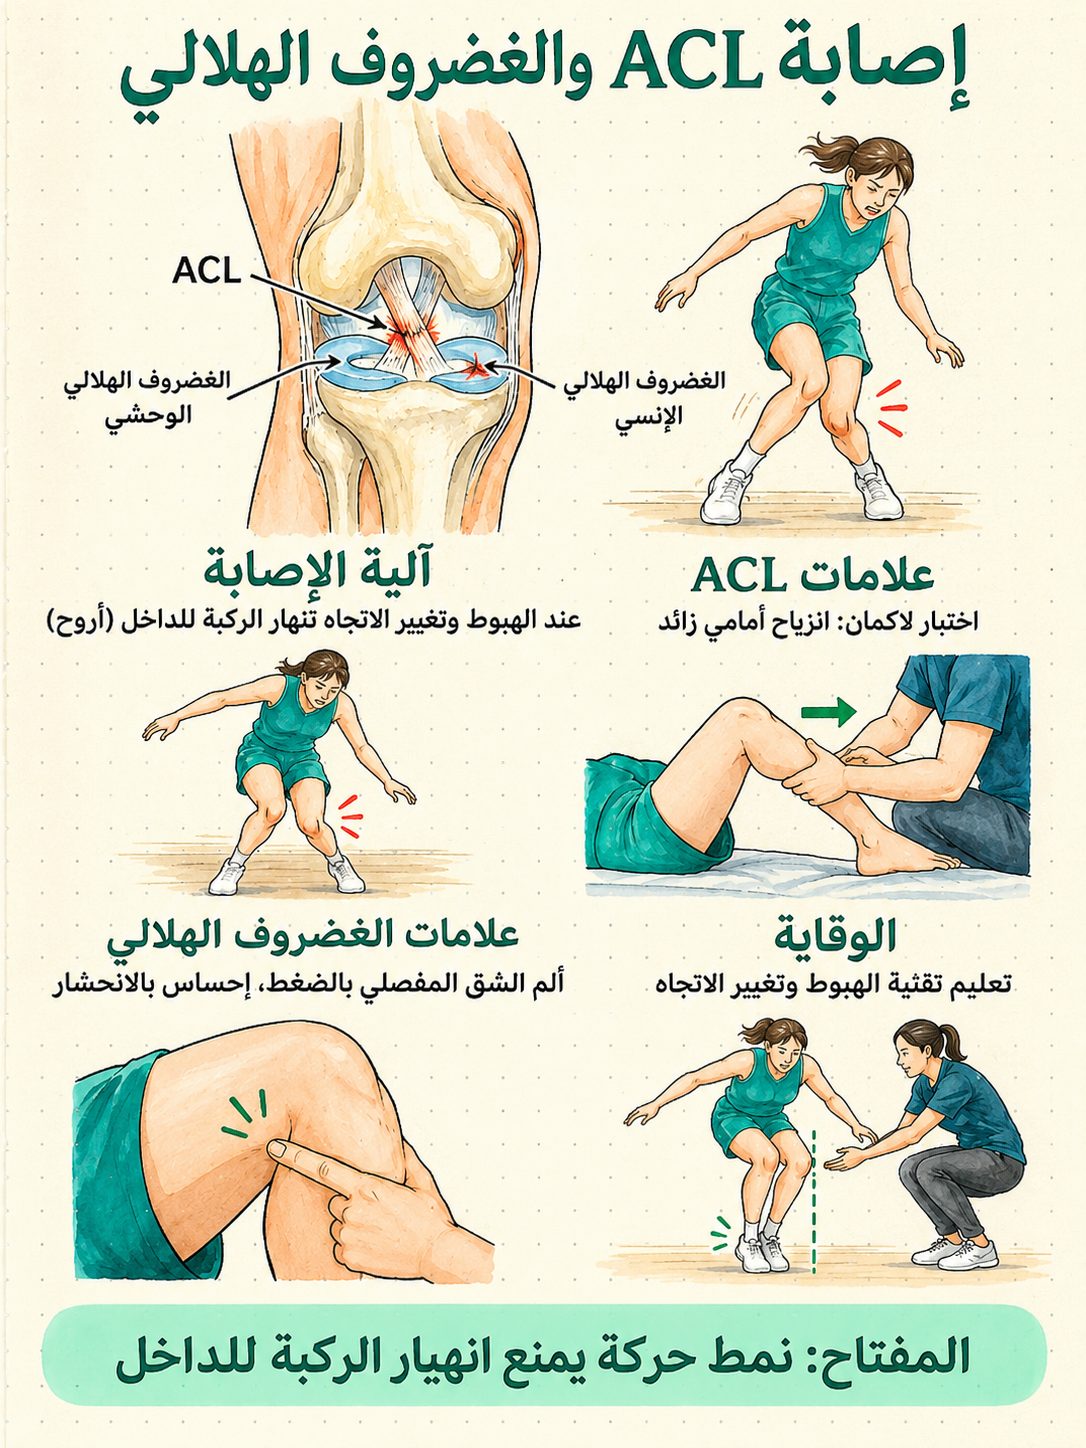 إصابة ACL والغضروف الهلالي
ACL
الغضروف الهلالي
الوحشي
الغضروف الهلالي
الإنسي
آلية الإصابة
عند الهبوط وتغيير الاتجاه تنهار الركبة للداخل (أروح)
علامات ACL
اختبار لاكمان: انزياح أمامي زائد
علامات الغضروف الهلالي
ألم الشق المفصلي بالضغط، إحساس بالانحشار
الوقاية
تعليم تقثية الهبوط وتغيير الاتجاه
المفتاح: نمط حركة يمنع انهيار الركبة للداخل